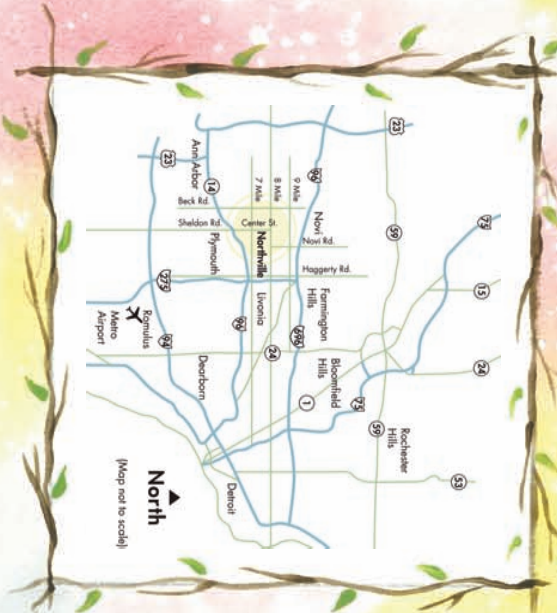 23
75
23
Ann Arbor
14
96
59
7 Mile
8 Mile
9 Mile
Beck Rd.
Sheldon Rd.
Center St.
Novi
Novi Rd.
Plymouth
Northville
Haggerty Rd.
275
15
Livonia
Farmington
Hills
Romulus
Metro
Airport
94
96
24
696
Bloomfield
Hills
24
Dearborn
1
75
59
Rochester
Hills
53
Detroit
North
(Map not to scale)